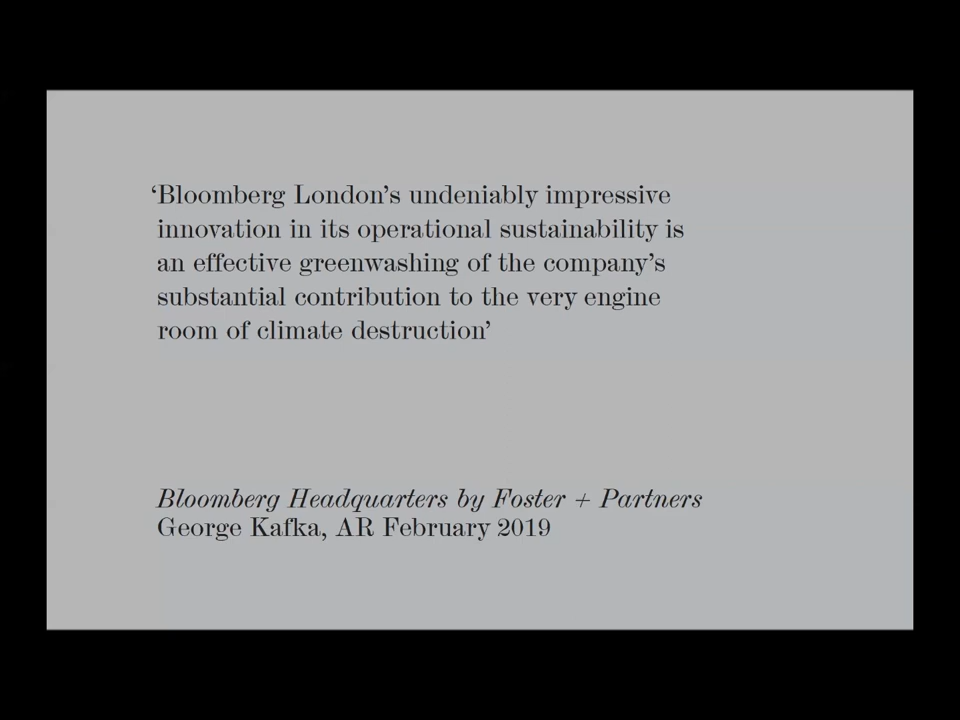 ‘Bloomberg London’s undeniably impressive
innovation in its operational sustainability is
an effective greenwashing of the company’s
substantial contribution to the very engine
room of climate destruction’
Bloomberg Headquarters by Foster + Partners
George Kafka, AR February 2019